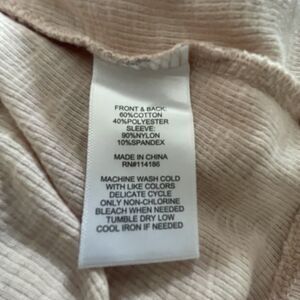 FRONT & BACK:
60%COTTON
40%POLYESTER
SLEEVE:
90%NYLON
10%SPANDEX
MADE IN CHINA
RN#114186
MACHINE WASH COLD
WITH LIKE COLORS
DELICATE CYCLE
ONLY NON-CHLORINE
BLEACH WHEN NEEDED
TUMBLE DRY LOW
COOL IRON IF NEEDED